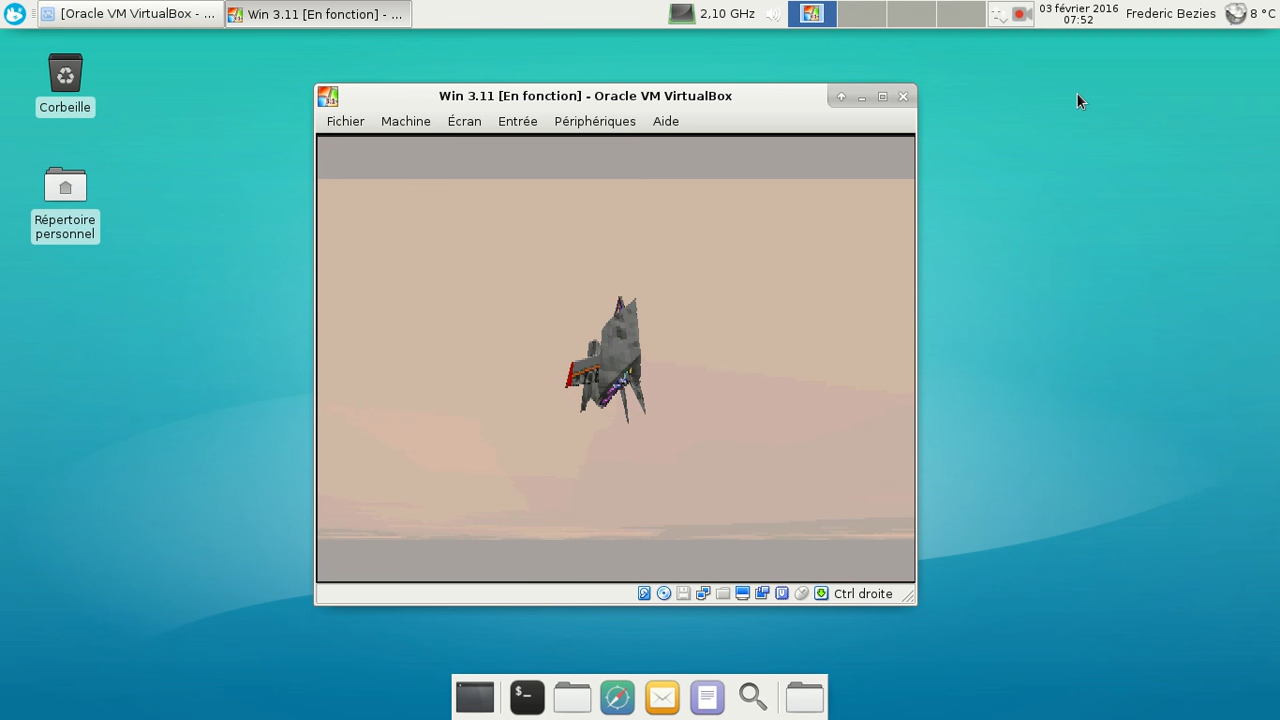 [Oracle VM VirtualBox - ...
Win 3.11 [En fonction] - ...
2,10 GHz
03 février 2016
07:52
Frederic Bezies
8 °C
Corbeille
Répertoire
personnel
Win 3.11 [En fonction] - Oracle VM VirtualBox
Fichier Machine Écran Entrée Périphériques Aide
Ctrl droite